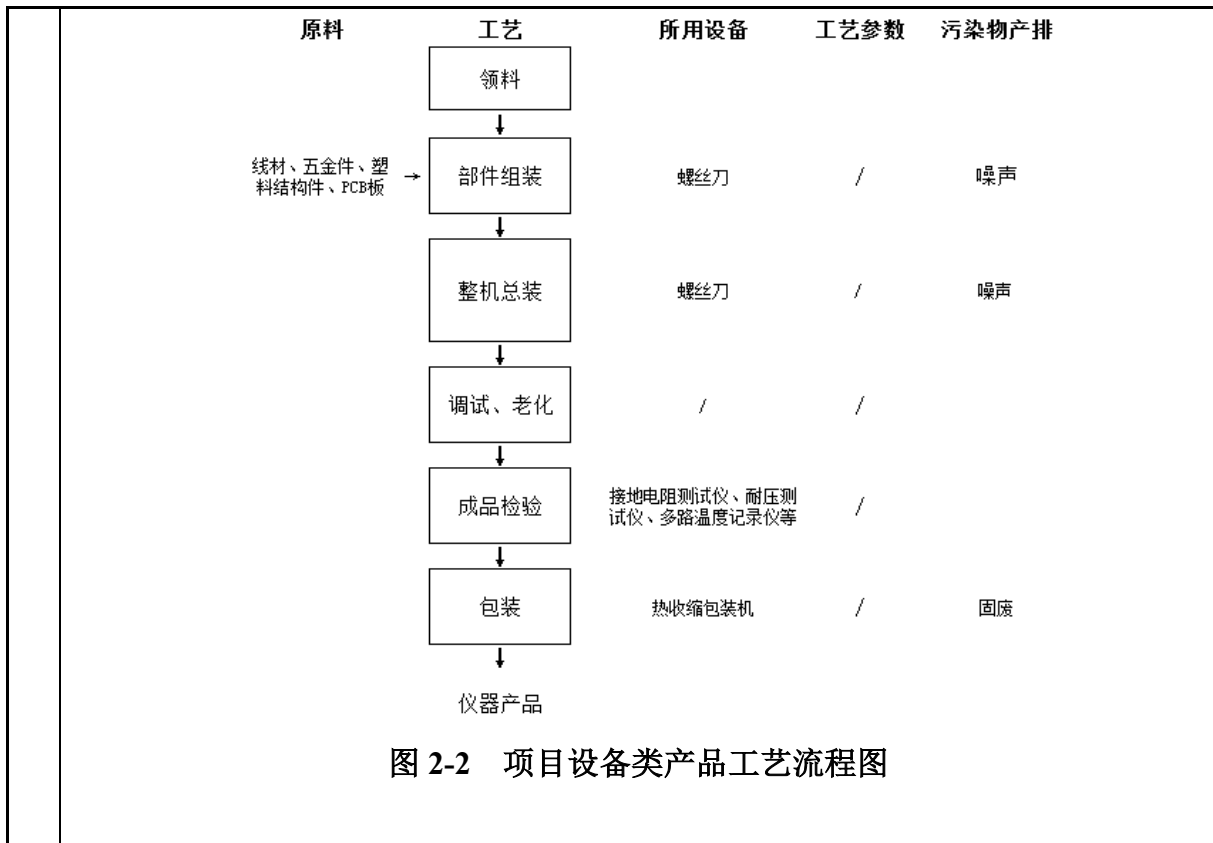 原料 工艺 所用设备 工艺参数 污染物产排
领料
线材、五金件、塑
料结构件、PCB板
→ 部件组装 螺丝刀 / 噪声
整机总装 螺丝刀 / 噪声
调试、老化 / /
成品检验
接地电阻测试仪、耐压测
试仪、多路温度记录仪等
/
包装 热收缩包装机 / 固废
仪器产品
图 2-2 项目设备类产品工艺流程图